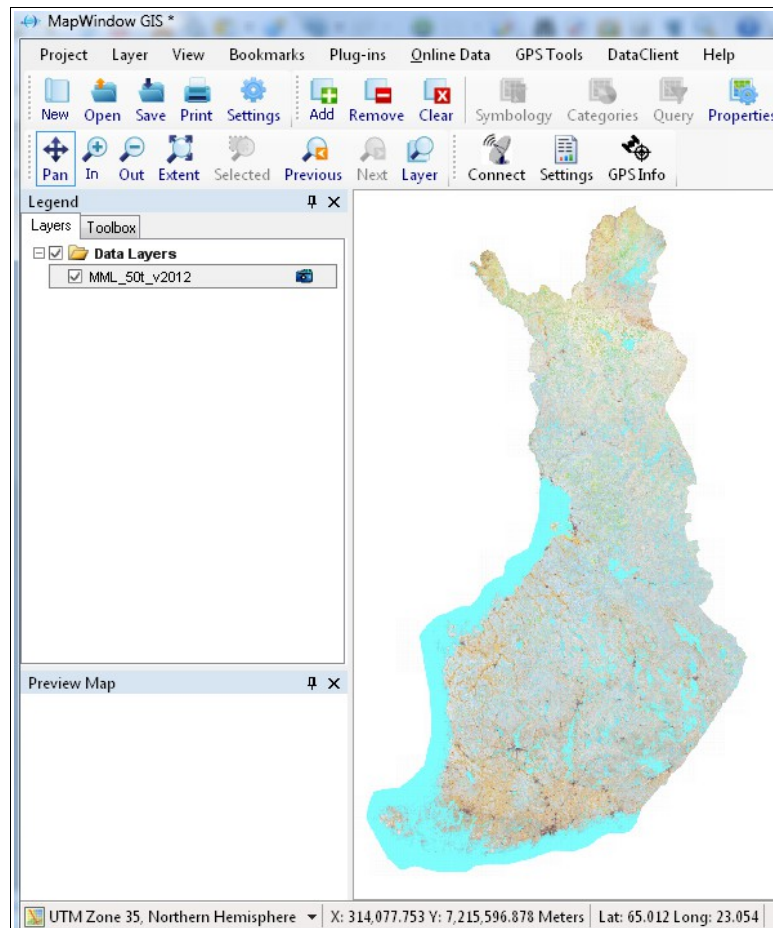 MapWindow GIS *
Project Layer View Bookmarks Plug-ins Online Data GPS Tools DataClient Help
New Open Save Print Settings Add Remove Clear Symbology Categories Query Properties
Pan In Out Extent Selected Previous Next Layer Connect Settings GPS Info
Legend
Layers Toolbox
Data Layers
MML_50t_v2012
Preview Map
UTM Zone 35, Northern Hemisphere X: 314,077.753 Y: 7,215,596.878 Meters Lat: 65.012 Long: 23.054